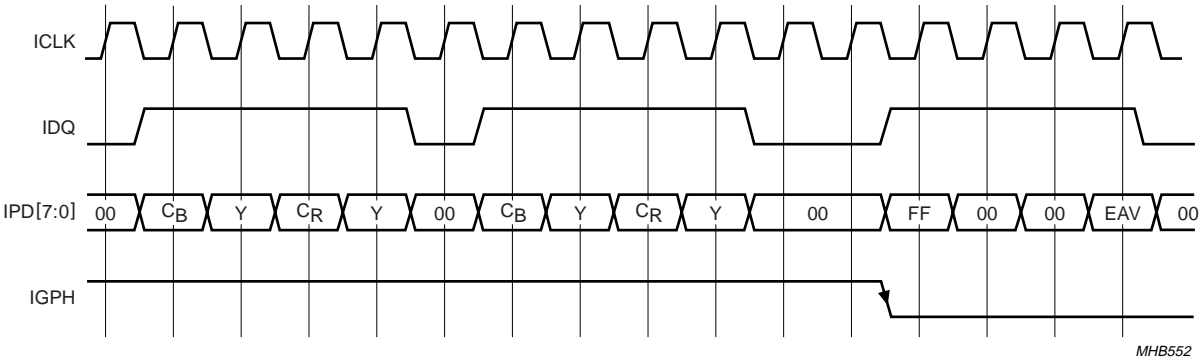 ICLK
IDQ
IPD[7:0] 00 CB Y CR Y 00 CB Y CR Y 00 FF 00 00 EAV 00
IGPH
MHB552